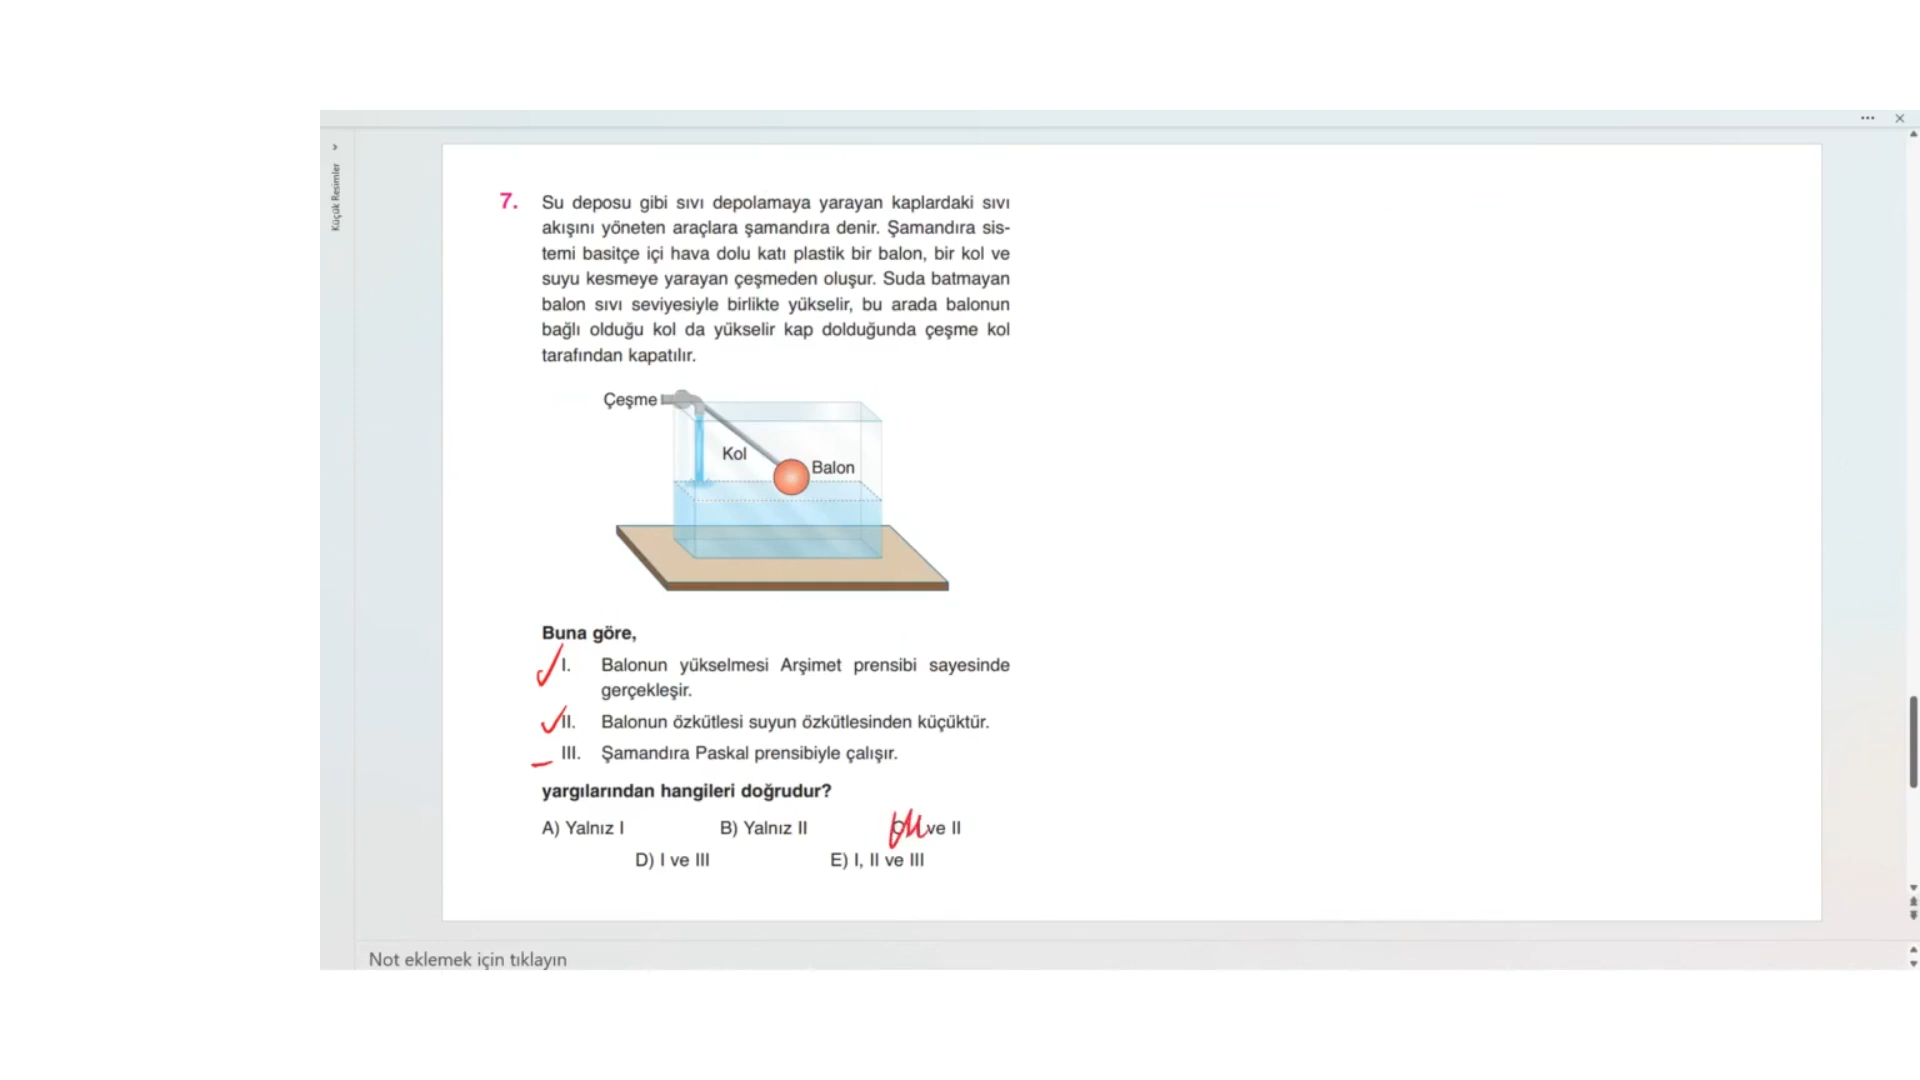 Küçük Resimler
7. Su deposu gibi sıvı depolamaya yarayan kaplardaki sıvı
akışını yöneten araçlara şamandıra denir. Şamandıra sis-
temi basitçe içi hava dolu katı plastik bir balon, bir kol ve
suyu kesmeye yarayan çeşmeden oluşur. Suda batmayan
balon sıvı seviyesiyle birlikte yükselir, bu arada balonun
bağlı olduğu kol da yükselir kap dolduğunda çeşme kol
tarafından kapatılır.
Çeşme
Kol
Balon
Buna göre,
I. Balonun yükselmesi Arşimet prensibi sayesinde
gerçekleşir.
II. Balonun özkütlesi suyun özkütlesinden küçüktür.
III. Şamandıra Paskal prensibiyle çalışır.
yargılarından hangileri doğrudur?
A) Yalnız I B) Yalnız II ve II
D) I ve III E) I, II ve III
Not eklemek için tıklayın